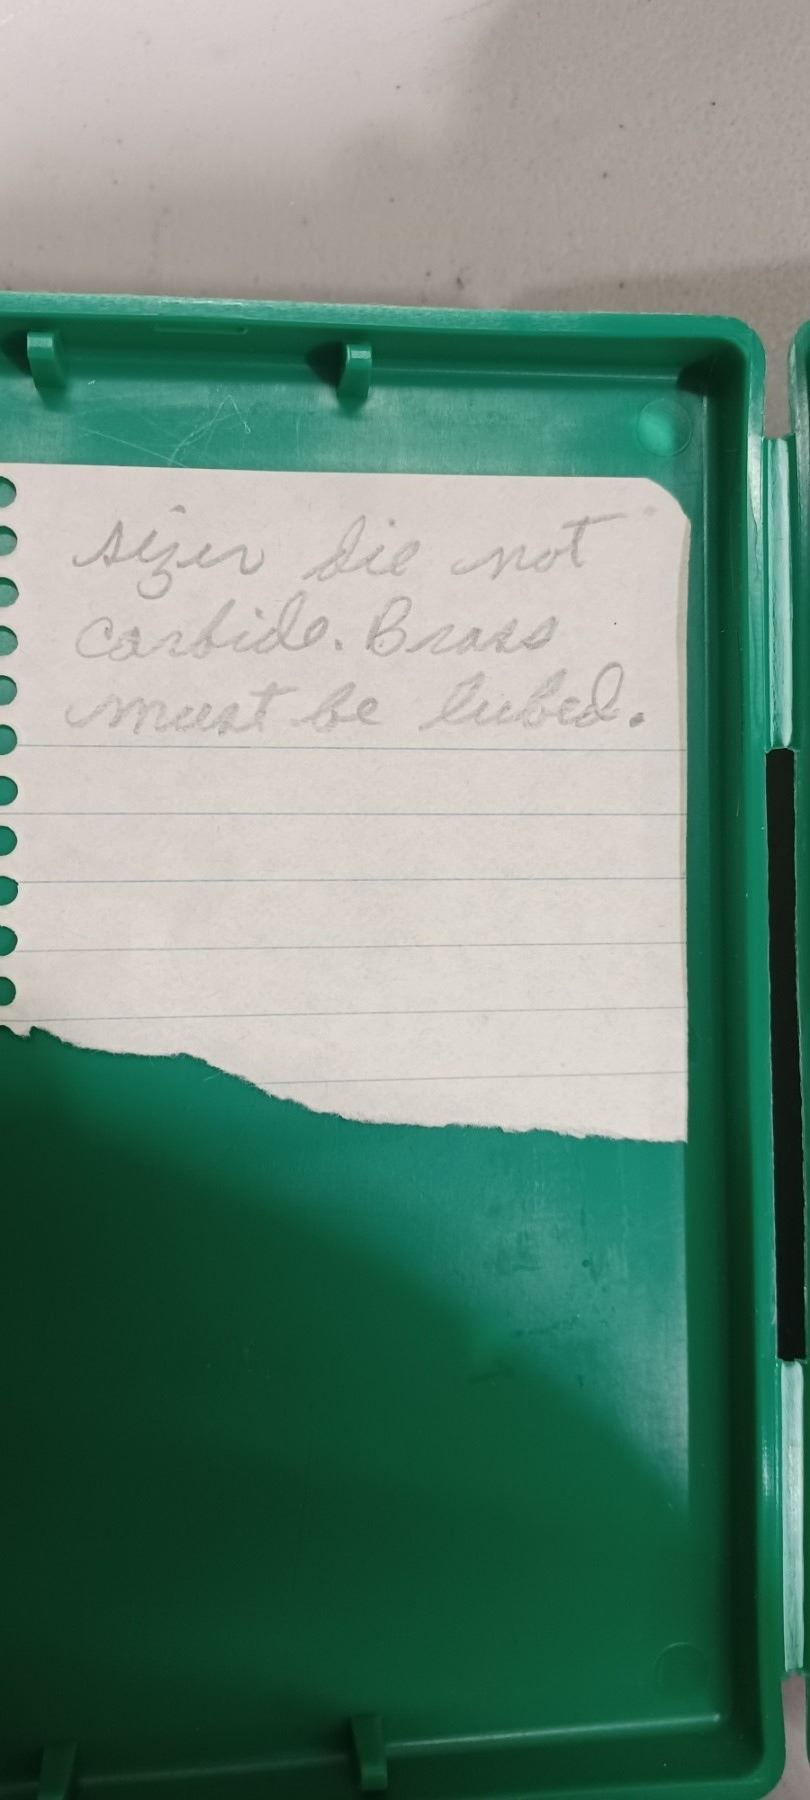 sizer die not
carbide. Brass
must be lubed.